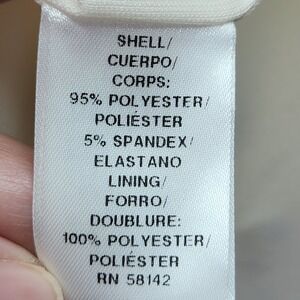 SHELL/
CUERPO/
CORPS:
95% POLYESTER/
POLIÉSTER
5% SPANDEX/
ELASTANO
LINING/
FORRO/
DOUBLURE:
100% POLYESTER/
POLIÉSTER
RN 58142